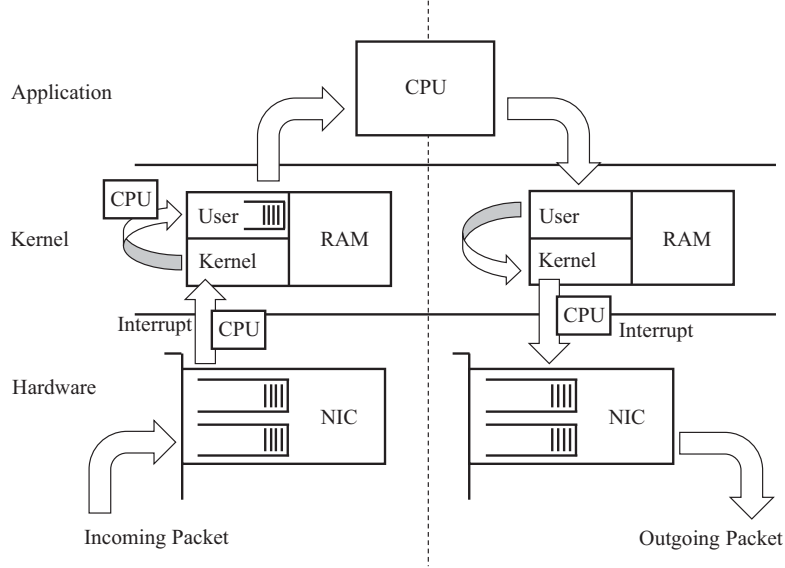 Application
CPU
CPU
User
Kernel
RAM
Kernel
User
Kernel
RAM
Interrupt
CPU
CPU
Interrupt
Hardware
NIC
NIC
Incoming Packet
Outgoing Packet